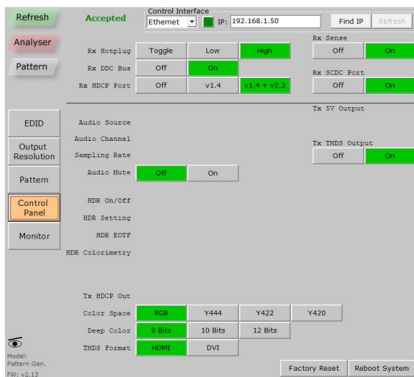 Refresh
Accepted
Control Interface
Ethernet
IP: 192.168.1.50
Find IP
Refresh
Analyser
Pattern
Rx Sense
Rx Hotplug Toggle Low High Off On
Rx DDC Bus Off On
Rx SCDC Port
Rx HDCP Port Off v1.4 v1.4 + v2.2 Off On
Tx 5V Output
EDID
Audio Source
Output Resolution
Audio Channel
Tx TMDS Output
Sampling Rate
Off On
Pattern
Audio Mute Off On
Control Panel
HDR On/Off
HDR Setting
Monitor
HDR EOTF
HDR Colorimetry
Tx HDCP Out
Color Space RGB Y444 Y422 Y420
Deep Color 8 Bits 10 Bits 12 Bits
TMDS Format HDMI DVI
Model:
Pattern Gen.
FW: v2.13
Factory Reset
Reboot System